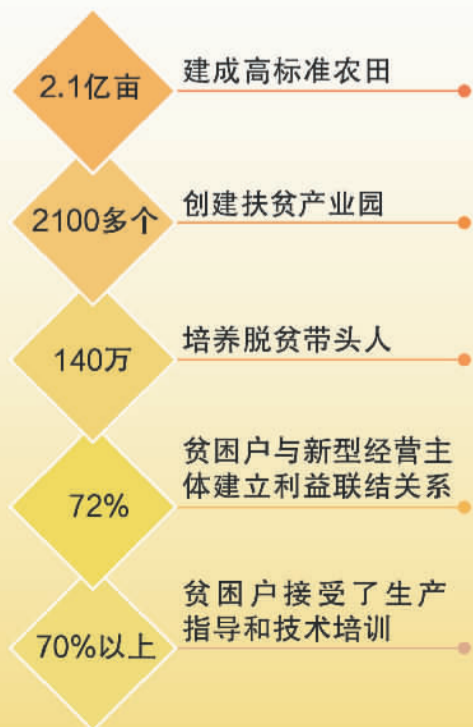 2.1亿亩
建成高标准农田
2100多个
创建扶贫产业园
140万
培养脱贫带头人
72%
贫困户与新型经营主
体建立利益联结关系
70%以上
贫困户接受了生产
指导和技术培训